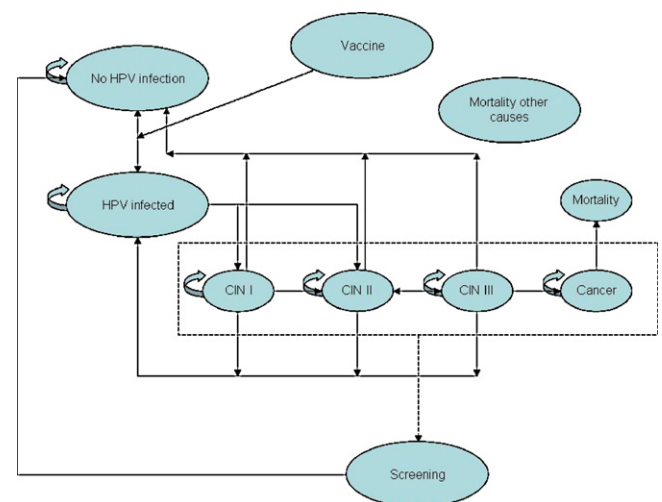 Vaccine
No HPV infection
Mortality other
causes
HPV infected
Mortality
CIN I
CIN II
CIN III
Cancer
Screening